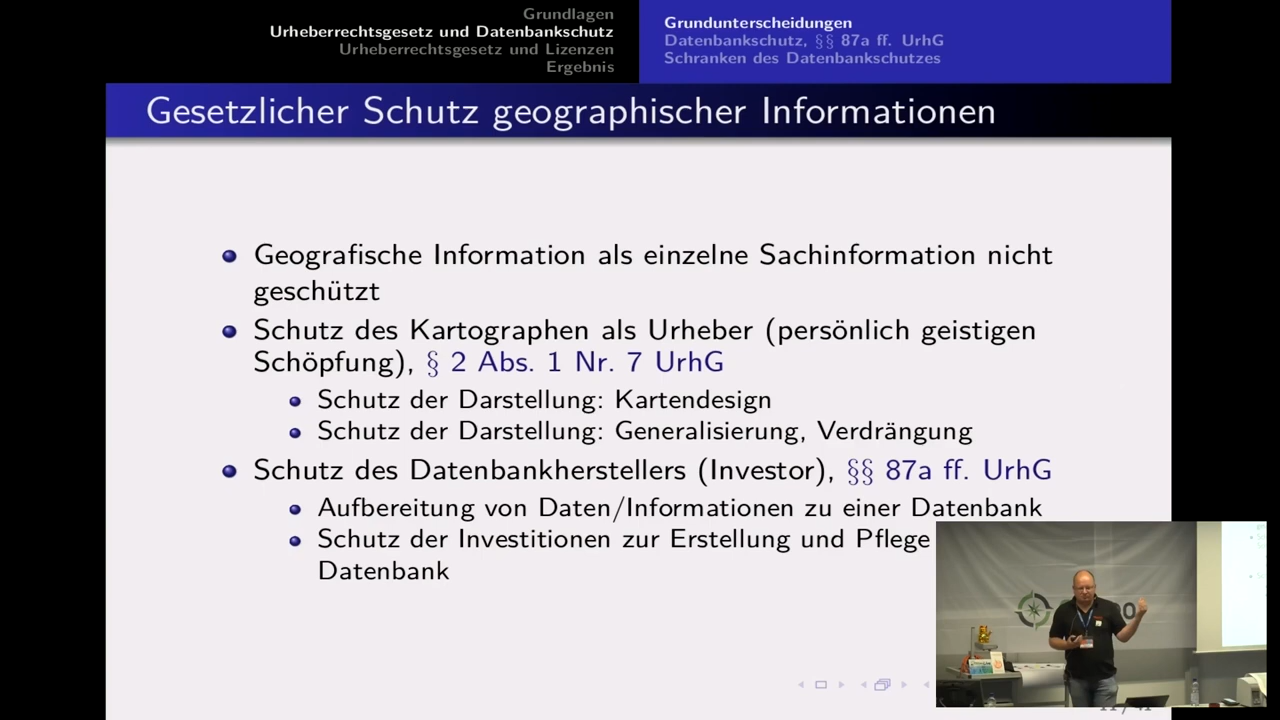 Grundlagen
Urheberrechtsgesetz und Datenbankschutz
Urheberrechtsgesetz und Lizenzen
Ergebnis
Grundunterscheidungen
Datenbankschutz, §§ 87a ff. UrhG
Schranken des Datenbankschutzes
Gesetzlicher Schutz geographischer Informationen
Geografische Information als einzelne Sachinformation nicht
geschützt
Schutz des Kartographen als Urheber (persönlich geistigen
Schöpfung), § 2 Abs. 1 Nr. 7 UrhG
Schutz der Darstellung: Kartendesign
Schutz der Darstellung: Generalisierung, Verdrängung
Schutz des Datenbankherstellers (Investor), §§ 87a ff. UrhG
Aufbereitung von Daten/Informationen zu einer Datenbank
Schutz der Investitionen zur Erstellung und Pflege
Datenbank